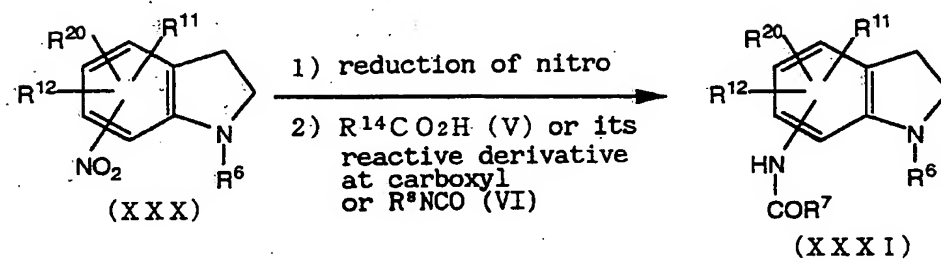 R20 R11
R12
NO2
N
R6
(XXX)
1) reduction of nitro
2) R14CO2H (V) or its
reactive derivative
at carboxyl
or R8NCO (VI)
R20 R11
R12
HN
COR7
N
R6
(XXXI)